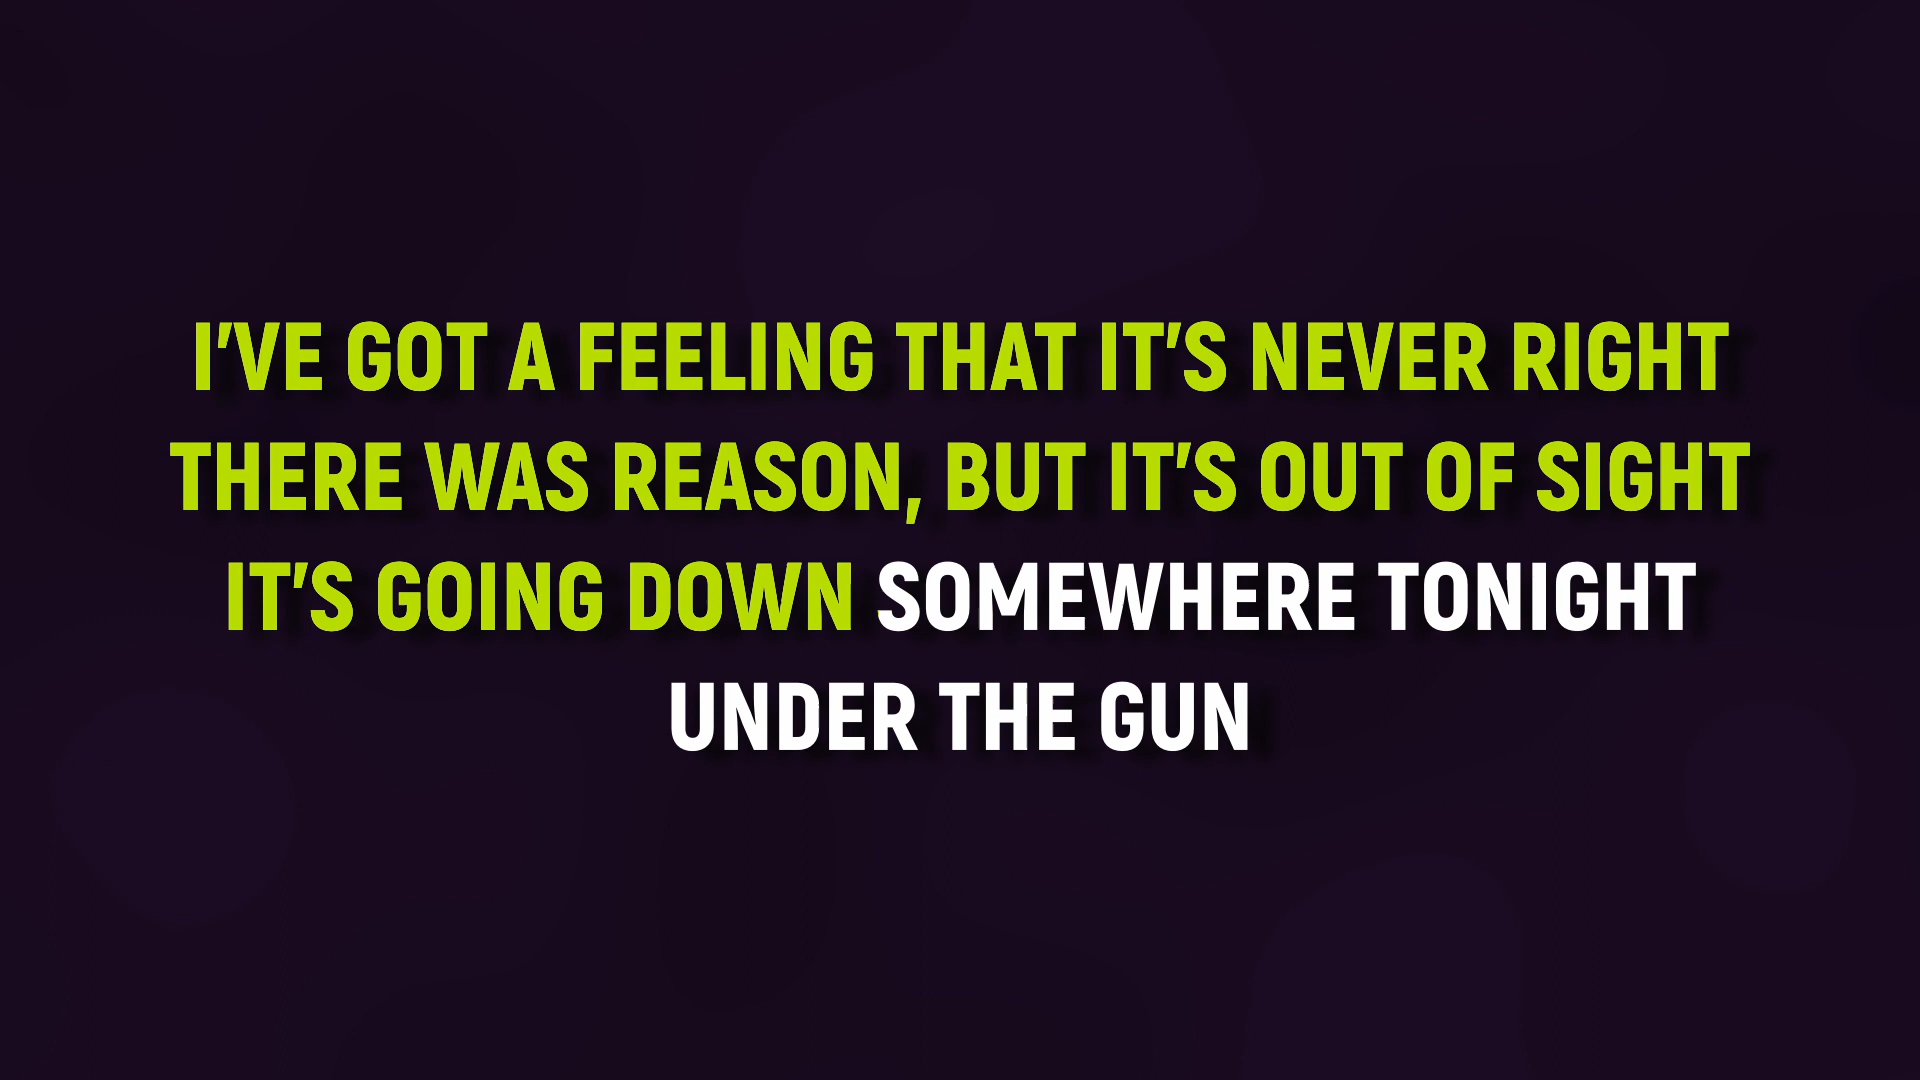 I'VE GOT A FEELING THAT IT'S NEVER RIGHT
THERE WAS REASON, BUT IT'S OUT OF SIGHT
IT'S GOING DOWN SOMEWHERE TONIGHT
UNDER THE GUN